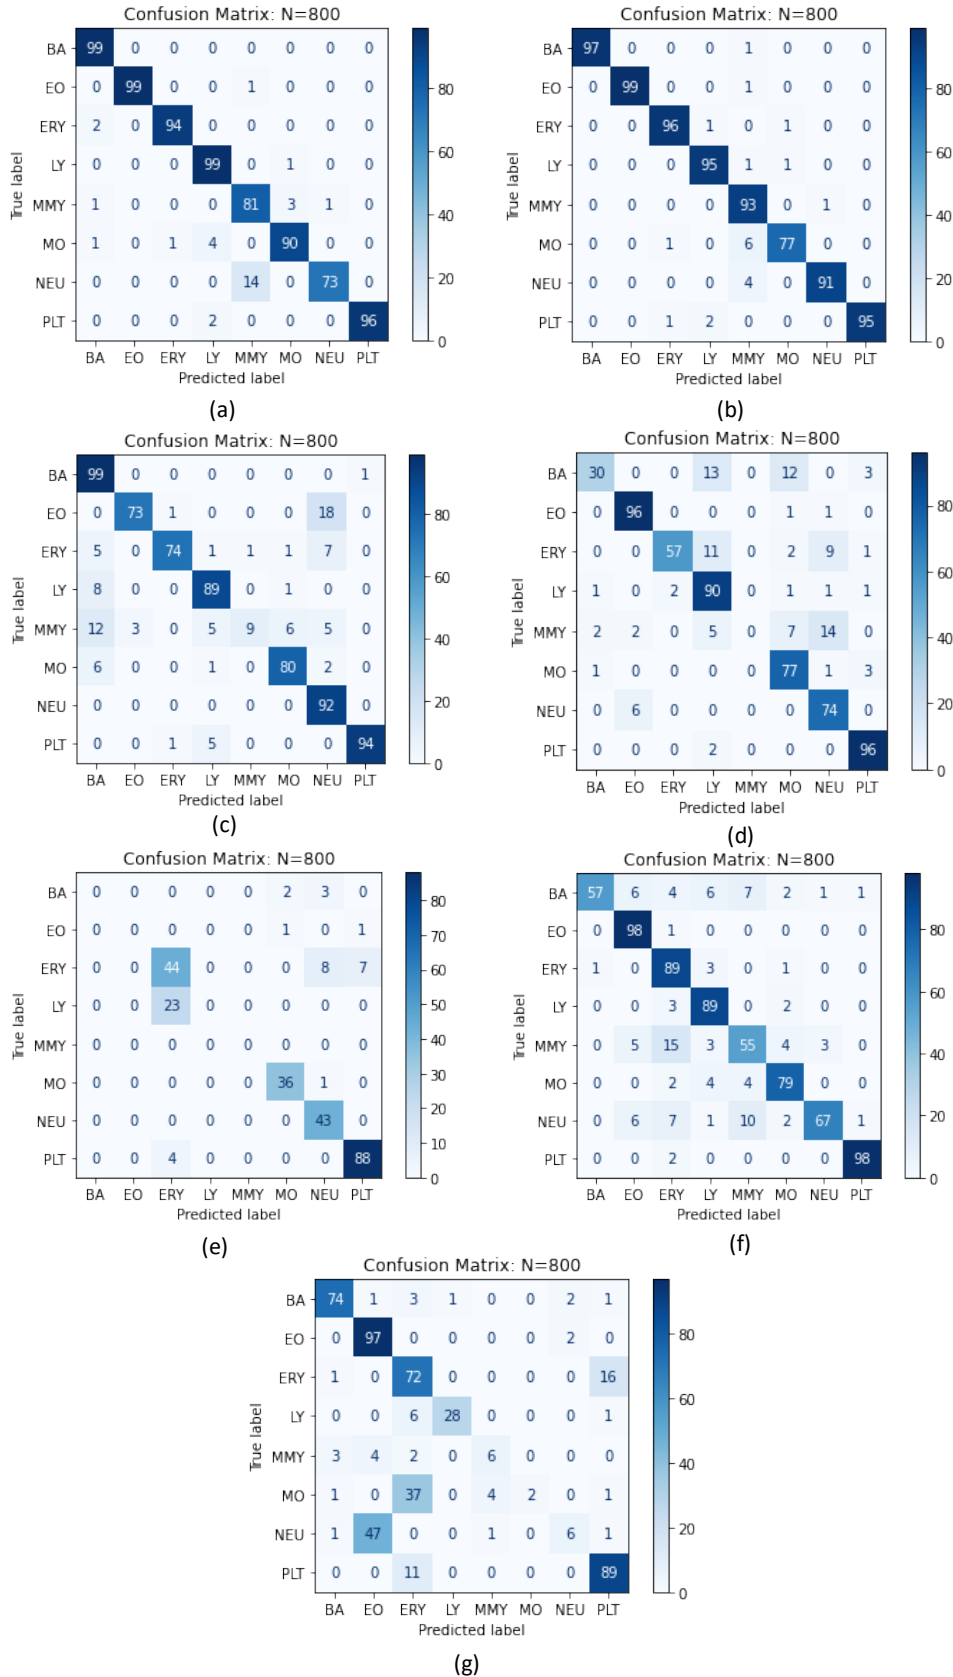 Confusion Matrix: N=800
BA 99 0 0 0 0 0 0 0
EO 0 99 0 0 1 0 0 0
ERY 2 0 94 0 0 0 0 0
LY 0 0 0 99 0 1 0 0
MMY 1 0 0 0 81 3 1 0
MO 1 0 1 4 0 90 0 0
NEU 0 0 0 0 14 0 73 0
PLT 0 0 0 2 0 0 0 96
BA EO ERY LY MMY MO NEU PLT
Predicted label
True label
80
60
40
20
0
(a)
Confusion Matrix: N=800
BA 97 0 0 0 1 0 0 0
EO 0 99 0 0 1 0 0 0
ERY 0 0 96 1 0 1 0 0
LY 0 0 0 95 1 1 0 0
MMY 0 0 0 0 93 0 1 0
MO 0 0 1 0 6 77 0 0
NEU 0 0 0 0 4 0 91 0
PLT 0 0 1 2 0 0 0 95
BA EO ERY LY MMY MO NEU PLT
Predicted label
True label
80
60
40
20
0
(b)
Confusion Matrix: N=800
BA 99 0 0 0 0 0 0 1
EO 0 73 1 0 0 0 18 0
ERY 5 0 74 1 1 1 7 0
LY 8 0 0 89 0 1 0 0
MMY 12 3 0 5 9 6 5 0
MO 6 0 0 1 0 80 2 0
NEU 0 0 0 0 0 0 92 0
PLT 0 0 1 5 0 0 0 94
BA EO ERY LY MMY MO NEU PLT
Predicted label
True label
80
60
40
20
0
(c)
Confusion Matrix: N=800
BA 30 0 0 13 0 12 0 3
EO 0 96 0 0 0 1 1 0
ERY 0 0 57 11 0 2 9 1
LY 1 0 2 90 0 1 1 1
MMY 2 2 0 5 0 7 14 0
MO 1 0 0 0 0 77 1 3
NEU 0 6 0 0 0 0 74 0
PLT 0 0 0 2 0 0 0 96
BA EO ERY LY MMY MO NEU PLT
Predicted label
True label
80
60
40
20
0
(d)
Confusion Matrix: N=800
BA 0 0 0 0 0 2 3 0
EO 0 0 0 0 0 1 0 1
ERY 0 0 44 0 0 0 8 7
LY 0 0 23 0 0 0 0 0
MMY 0 0 0 0 0 0 0 0
MO 0 0 0 0 0 36 1 0
NEU 0 0 0 0 0 0 43 0
PLT 0 0 4 0 0 0 0 88
BA EO ERY LY MMY MO NEU PLT
Predicted label
True label
80
70
60
50
40
30
20
10
0
(e)
Confusion Matrix: N=800
BA 57 6 4 6 7 2 1 1
EO 0 98 1 0 0 0 0 0
ERY 1 0 89 3 0 1 0 0
LY 0 0 3 89 0 2 0 0
MMY 0 5 15 3 55 4 3 0
MO 0 0 2 4 4 79 0 0
NEU 0 6 7 1 10 2 67 1
PLT 0 0 2 0 0 0 0 98
BA EO ERY LY MMY MO NEU PLT
Predicted label
True label
80
60
40
20
0
(f)
Confusion Matrix: N=800
BA 74 1 3 1 0 0 2 1
EO 0 97 0 0 0 0 2 0
ERY 1 0 72 0 0 0 0 16
LY 0 0 6 28 0 0 0 1
MMY 3 4 2 0 6 0 0 0
MO 1 0 37 0 4 2 0 1
NEU 1 47 0 0 1 0 6 1
PLT 0 0 11 0 0 0 0 89
BA EO ERY LY MMY MO NEU PLT
Predicted label
True label
80
60
40
20
0
(g)